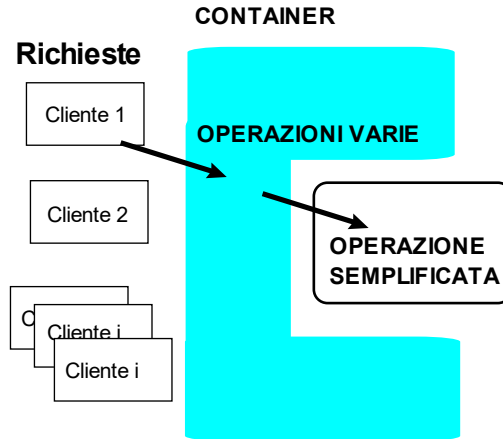 CONTAINER
Richieste
Cliente 1
OPERAZIONI VARIE
Cliente 2
OPERAZIONE
SEMPLIFICATA
C
Cliente i
Cliente i